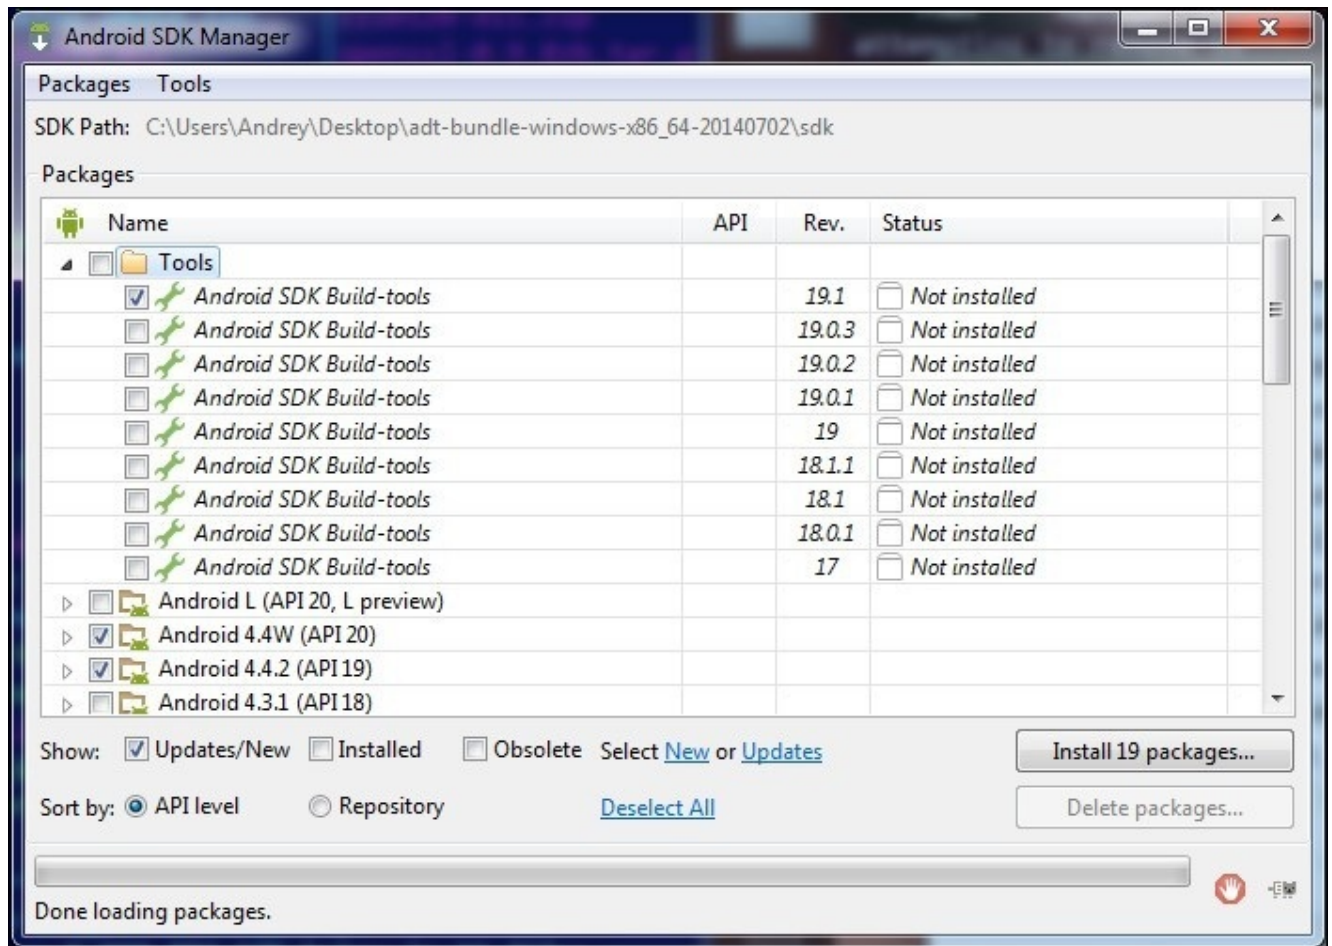 Android SDK Manager
Packages Tools
SDK Path: C:\Users\Andrey\Desktop\adt-bundle-windows-x86_64-20140702\sdk
Packages
Name API Rev. Status
Tools
Android SDK Build-tools 19.1 Not installed
Android SDK Build-tools 19.0.3 Not installed
Android SDK Build-tools 19.0.2 Not installed
Android SDK Build-tools 19.0.1 Not installed
Android SDK Build-tools 19 Not installed
Android SDK Build-tools 18.1.1 Not installed
Android SDK Build-tools 18.1 Not installed
Android SDK Build-tools 18.0.1 Not installed
Android SDK Build-tools 17 Not installed
Android L (API 20, L preview)
Android 4.4W (API 20)
Android 4.4.2 (API 19)
Android 4.3.1 (API 18)
Show: Updates/New Installed Obsolete Select New or Updates Install 19 packages...
Sort by: API level Repository Deselect All Delete packages...
Done loading packages.